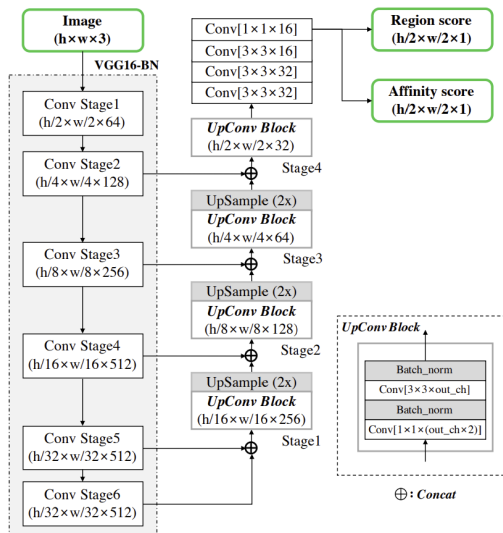 Image
(h×w×3)
VGG16-BN
Conv Stage1
(h/2×w/2×64)
Conv Stage2
(h/4×w/4×128)
Conv Stage3
(h/8×w/8×256)
Conv Stage4
(h/16×w/16×512)
Conv Stage5
(h/32×w/32×512)
Conv Stage6
(h/32×w/32×512)
Conv[1×1×16]
Conv[3×3×16]
Conv[3×3×32]
Conv[3×3×32]
UpConv Block
(h/2×w/2×32)
Stage4
UpSample (2x)
UpConv Block
(h/4×w/4×64)
Stage3
UpSample (2x)
UpConv Block
(h/8×w/8×128)
Stage2
UpSample (2x)
UpConv Block
(h/16×w/16×256)
Stage1
Region score
(h/2×w/2×1)
Affinity score
(h/2×w/2×1)
UpConv Block
Batch_norm
Conv[3×3×out_ch]
Batch_norm
Conv[1×1×(out_ch×2)]
⊕ : Concat